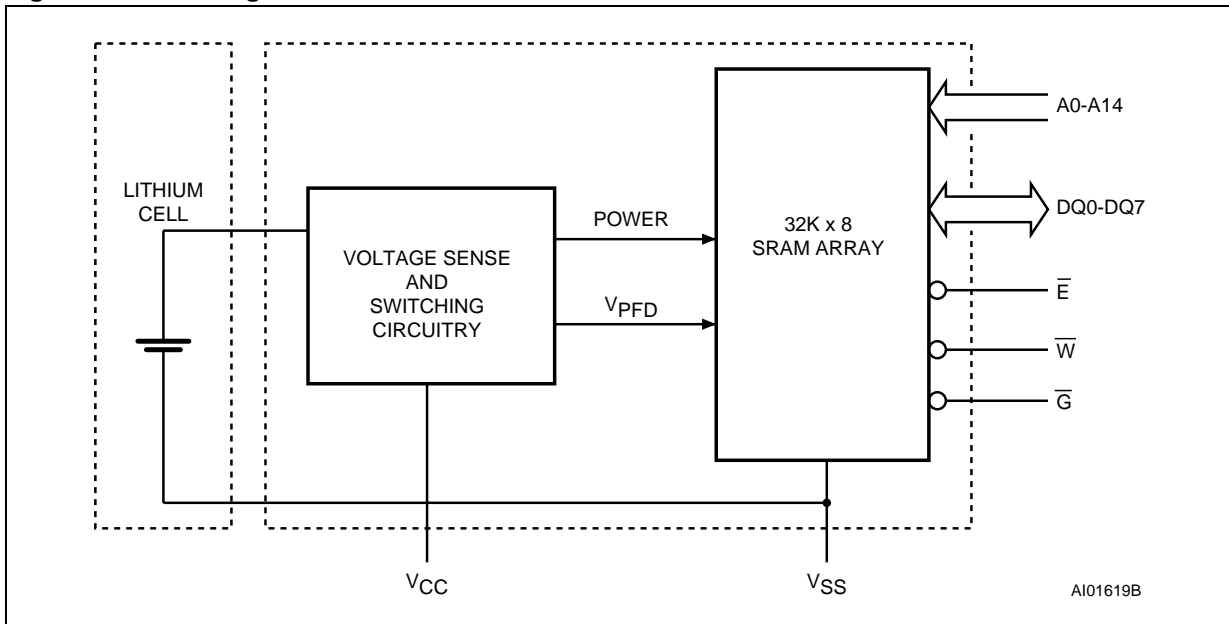 LITHIUM
CELL
VOLTAGE SENSE
AND
SWITCHING
CIRCUITRY
POWER
VPFD
32K x 8
SRAM ARRAY
A0-A14
DQ0-DQ7
E̅
W̅
G̅
VCC
VSS
AI01619B